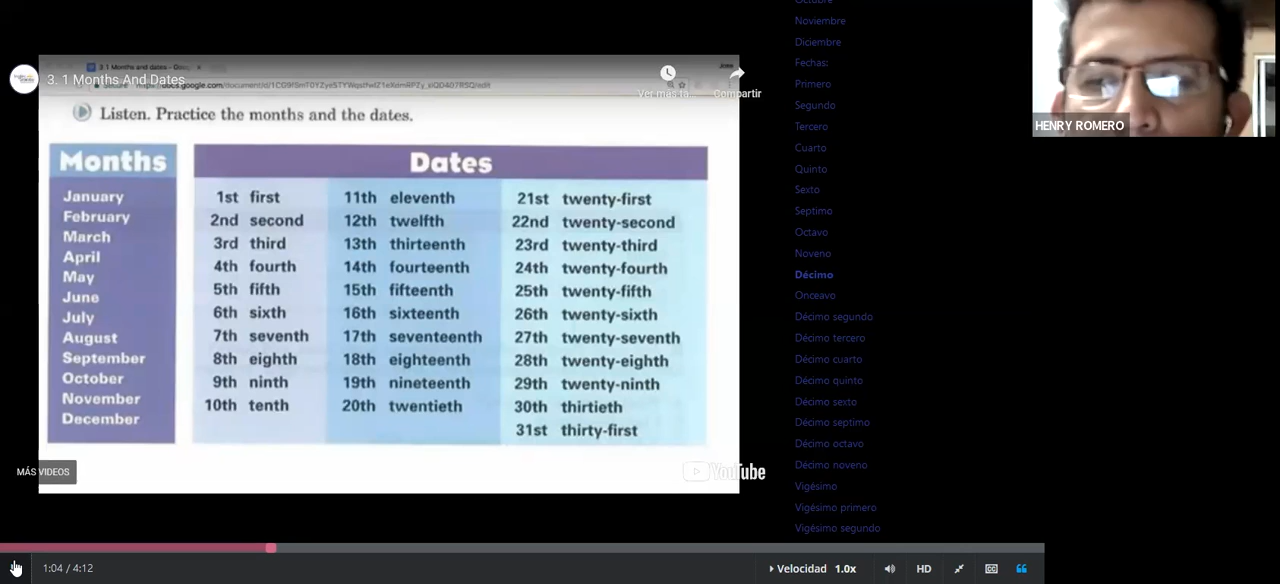 3. 1 Months And Dates
Ver más ta...
Compartir
Listen. Practice the months and the dates.
Months
January
February
March
April
May
June
July
August
September
October
November
December
Dates
1st first
2nd second
3rd third
4th fourth
5th fifth
6th sixth
7th seventh
8th eighth
9th ninth
10th tenth
11th eleventh
12th twelfth
13th thirteenth
14th fourteenth
15th fifteenth
16th sixteenth
17th seventeenth
18th eighteenth
19th nineteenth
20th twentieth
21st twenty-first
22nd twenty-second
23rd twenty-third
24th twenty-fourth
25th twenty-fifth
26th twenty-sixth
27th twenty-seventh
28th twenty-eighth
29th twenty-ninth
30th thirtieth
31st thirty-first
MÁS VIDEOS
YouTube
Octubre
Noviembre
Diciembre
Fechas:
Primero
Segundo
Tercero
Cuarto
Quinto
Sexto
Septimo
Octavo
Noveno
Décimo
Onceavo
Décimo segundo
Décimo tercero
Décimo cuarto
Décimo quinto
Décimo sexto
Décimo septimo
Décimo octavo
Décimo noveno
Vigésimo
Vigésimo primero
Vigésimo segundo
HENRY ROMERO
1:04 / 4:12
Velocidad 1.0x
HD